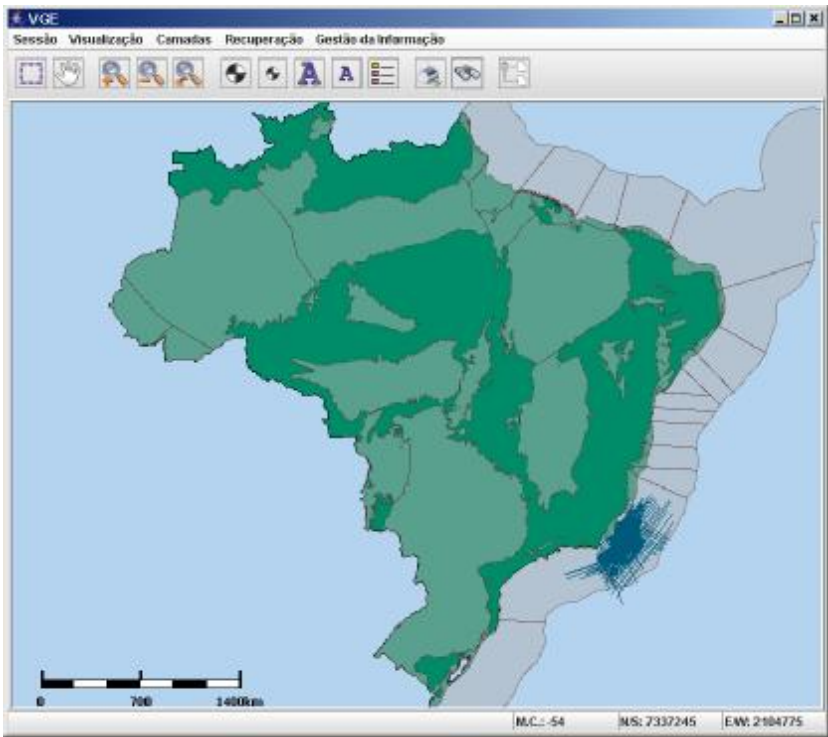 VGE
Sessão Visualização Camadas Recuperação Gestão da Informação
A A
0 700 1400km
M.C.: -54 N/S: 7337245 E/W: 2104775